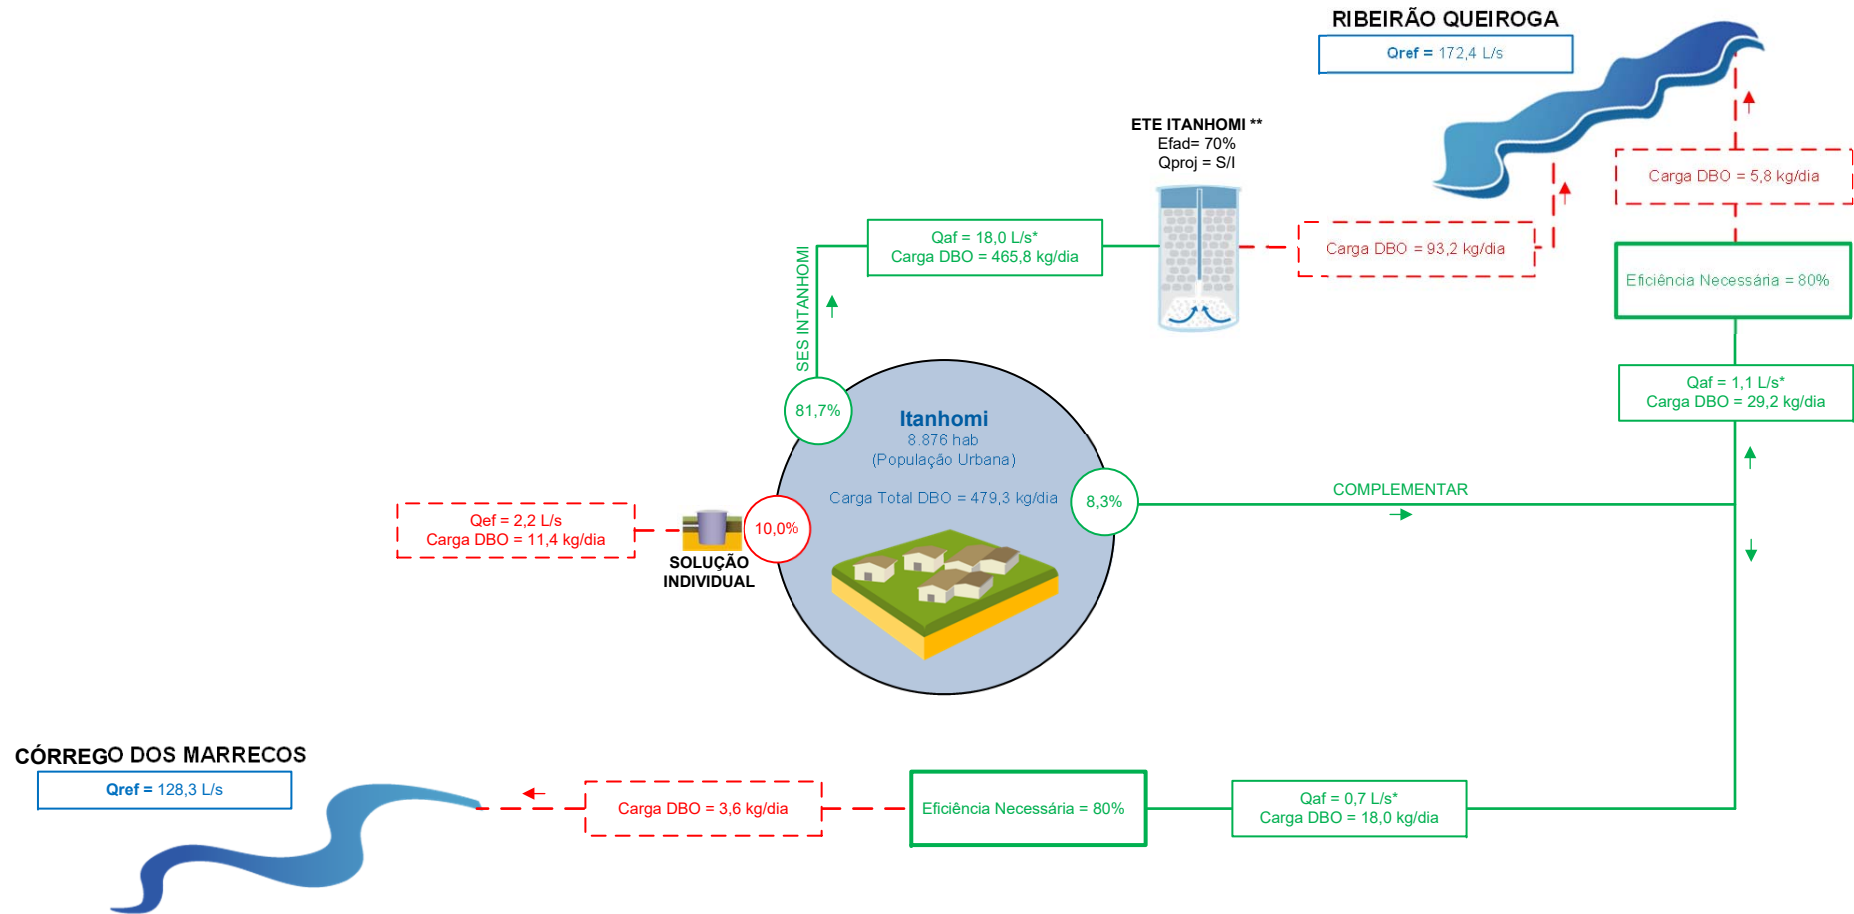 RIBEIRÃO QUEIROGA
Qref = 172,4 L/s
ETE ITANHOMI **
Efad= 70%
Qproj = S/I
Carga DBO = 5,8 kg/dia
SES INTANHOMI
Qaf = 18,0 L/s*
Carga DBO = 465,8 kg/dia
Carga DBO = 93,2 kg/dia
Eficiência Necessária = 80%
Qaf = 1,1 L/s*
Carga DBO = 29,2 kg/dia
81,7%
Itanhomi
8.876 hab
(População Urbana)
Carga Total DBO = 479,3 kg/dia
8,3%
COMPLEMENTAR
Qef = 2,2 L/s
Carga DBO = 11,4 kg/dia
10,0%
SOLUÇÃO
INDIVIDUAL
CÓRREGO DOS MARRECOS
Qref = 128,3 L/s
Carga DBO = 3,6 kg/dia
Eficiência Necessária = 80%
Qaf = 0,7 L/s*
Carga DBO = 18,0 kg/dia